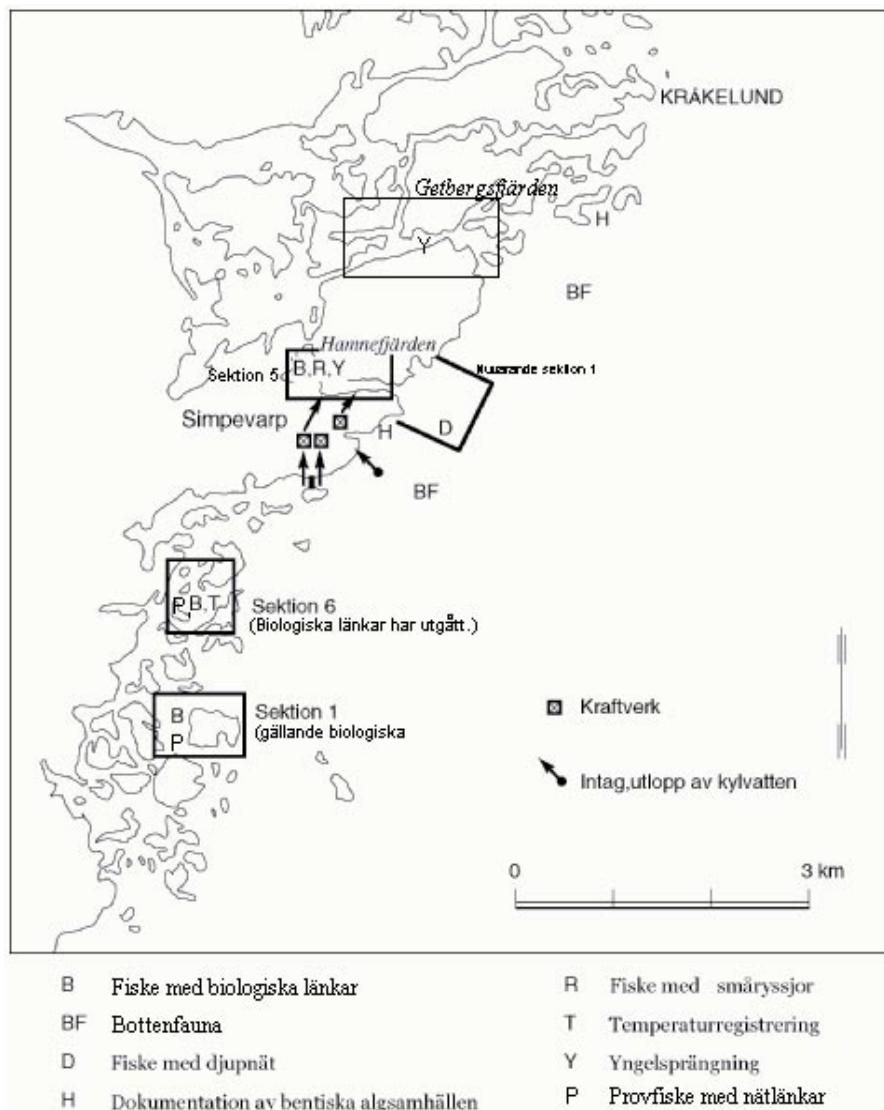 KRÅKELUND
Getbergsfjärden
H
Y
BF
Hamnefjärden
Sektion 5
B,R,Y
Nuvarande sektion 1
Simpevarp
H
D
BF
P B,T
Sektion 6
(Biologiska länkar har utgått.)
B
P
Sektion 1
(gällande biologiska
Kraftverk
Intag,utlopp av kylvatten
0 3 km
B Fiske med biologiska länkar
BF Bottenfauna
D Fiske med djupnät
H Dokumentation av bentiska algsamhällen
R Fiske med småryssjor
T Temperaturregistrering
Y Yngelsprängning
P Provfiske med nätlänkar